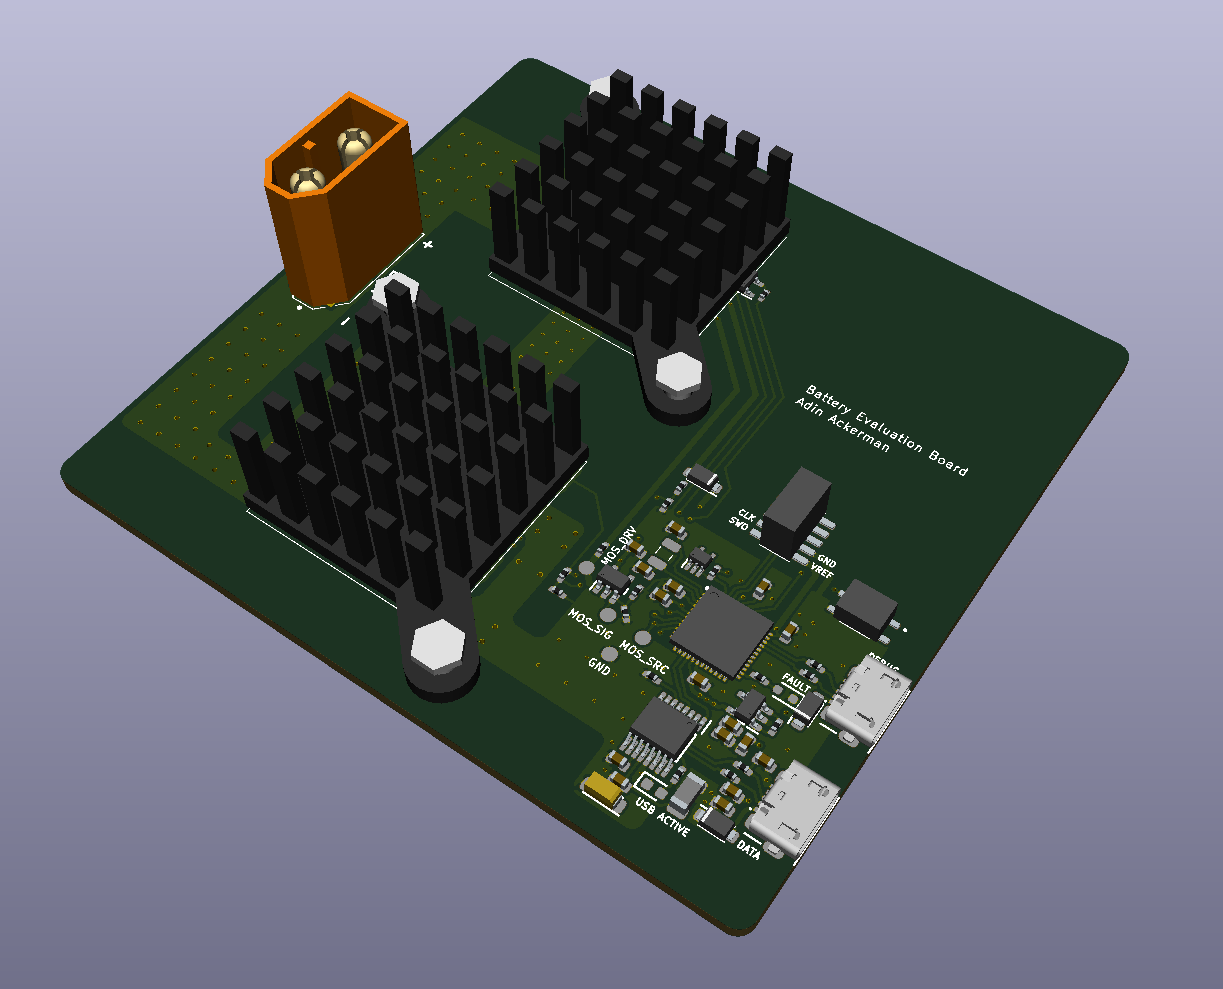 +
-
Battery Evaluation Board
Adin Ackerman
CLK
SWD
GND
VREF
MOS_DRV
MOS_SIG
MOS_SRC
GND
FAULT
USB ACTIVE
DATA